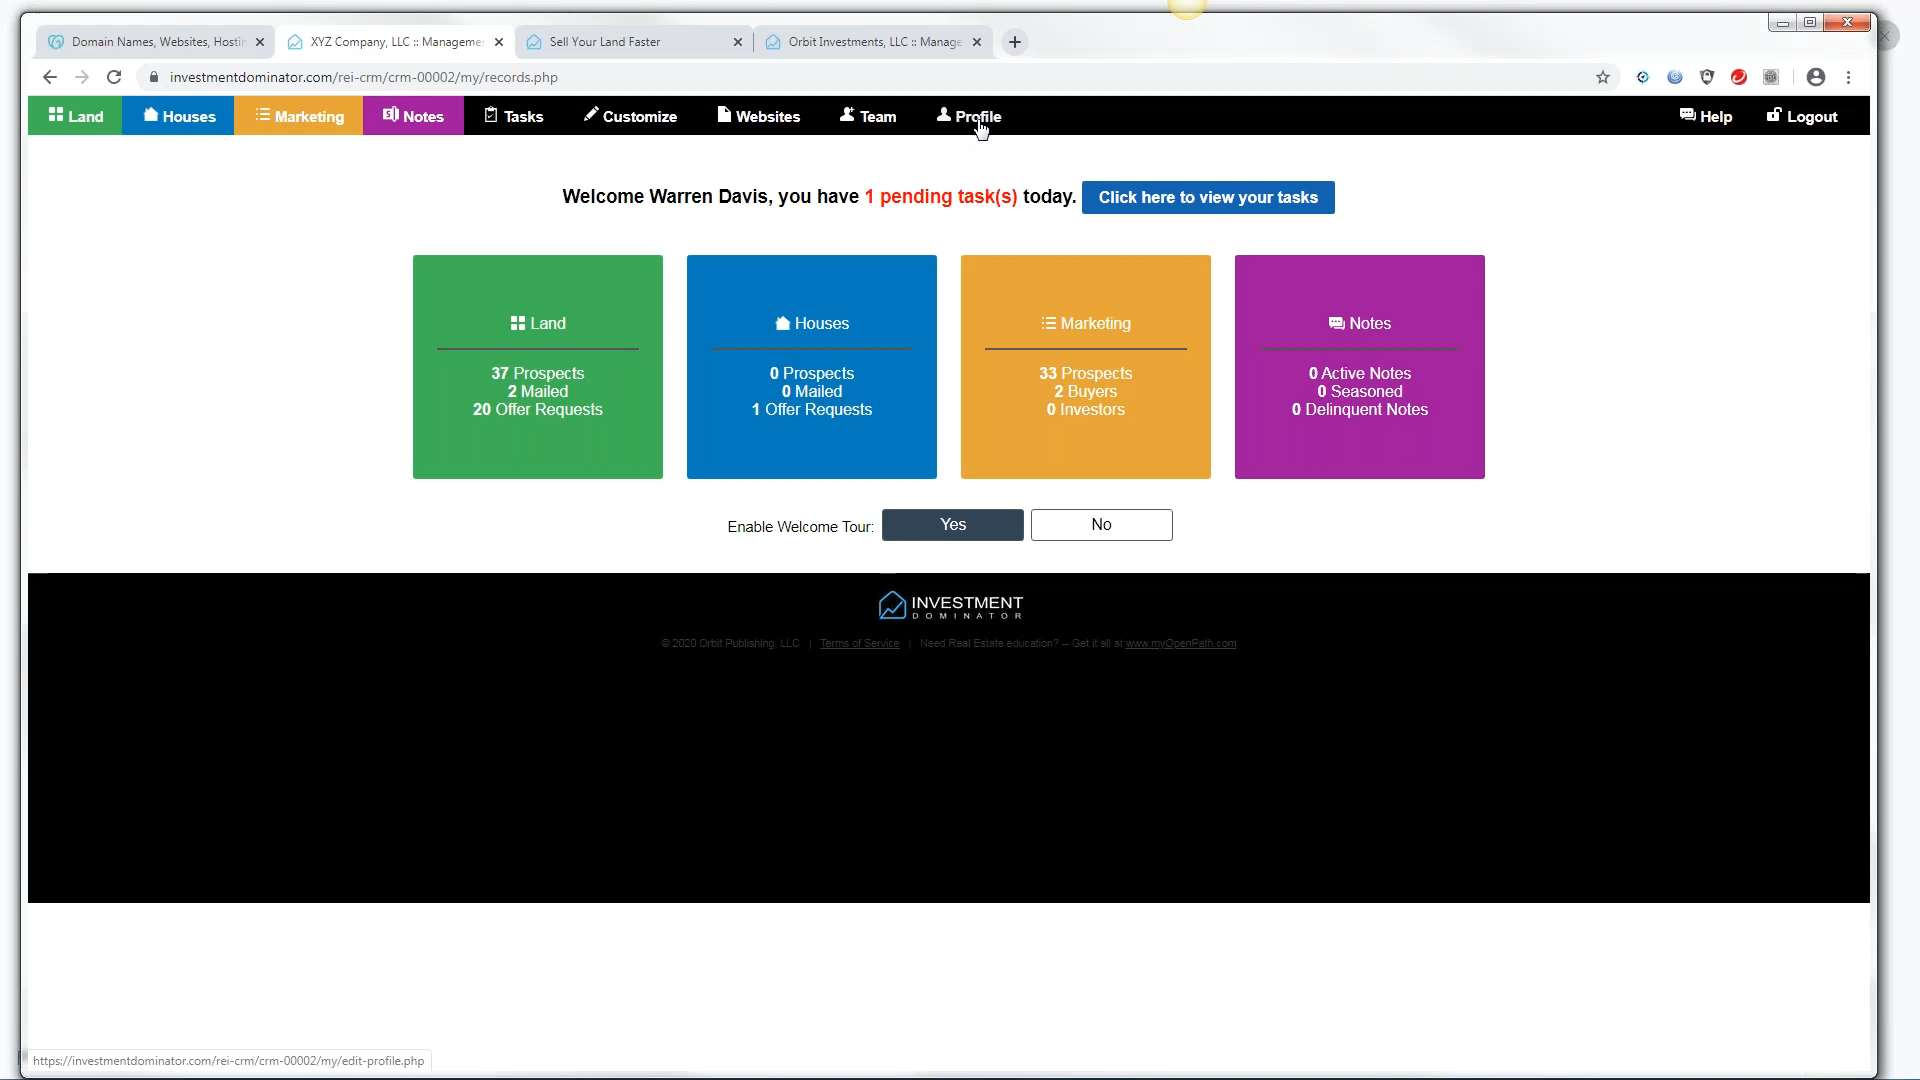 Domain Names, Websites, Hostin
XYZ Company, LLC :: Manageme
Sell Your Land Faster
Orbit Investments, LLC :: Manage
investmentdominator.com/rei-crm/crm-00002/my/records.php
Land
Houses
Marketing
Notes
Tasks
Customize
Websites
Team
Profile
Help
Logout
Welcome Warren Davis, you have 1 pending task(s) today. Click here to view your tasks
Land
37 Prospects
2 Mailed
20 Offer Requests
Houses
0 Prospects
0 Mailed
1 Offer Requests
Marketing
33 Prospects
2 Buyers
0 Investors
Notes
0 Active Notes
0 Seasoned
0 Delinquent Notes
Enable Welcome Tour: Yes No
INVESTMENT
DOMINATOR
© 2020 Orbit Publishing, LLC | Terms of Service | Need Real Estate education? – Get it all at www.myOpenPath.com
https://investmentdominator.com/rei-crm/crm-00002/my/edit-profile.php